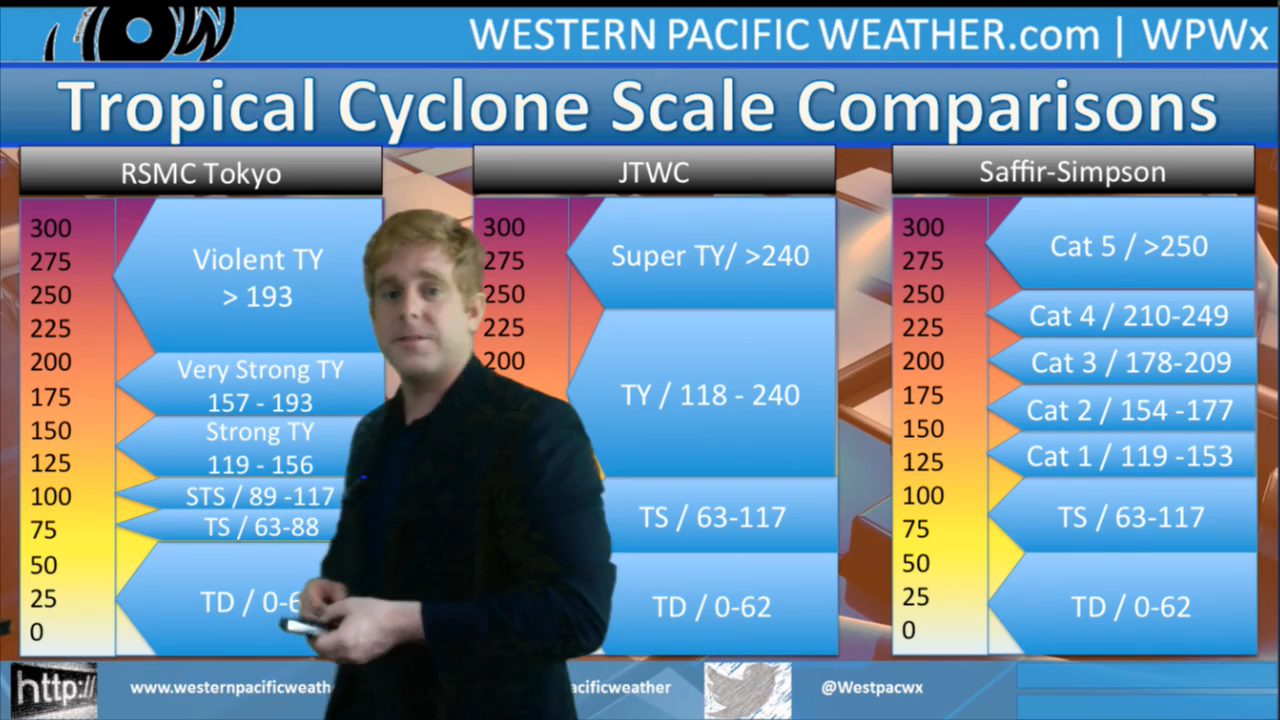 WESTERN PACIFIC WEATHER.com | WPWx
Tropical Cyclone Scale Comparisons
RSMC Tokyo
300
275
250
225
200
175
150
125
100
75
50
25
0
Violent TY
> 193
Very Strong TY
157 - 193
Strong TY
119 - 156
STS / 89 -117
TS / 63-88
TD / 0-6
JTWC
300
275
250
225
200
Super TY/ >240
TY / 118 - 240
TS / 63-117
TD / 0-62
Saffir-Simpson
300
275
250
225
200
175
150
125
100
75
50
25
0
Cat 5 / >250
Cat 4 / 210-249
Cat 3 / 178-209
Cat 2 / 154 -177
Cat 1 / 119 -153
TS / 63-117
TD / 0-62
http://
www.westernpacificweath
acificweather
@Westpacwx